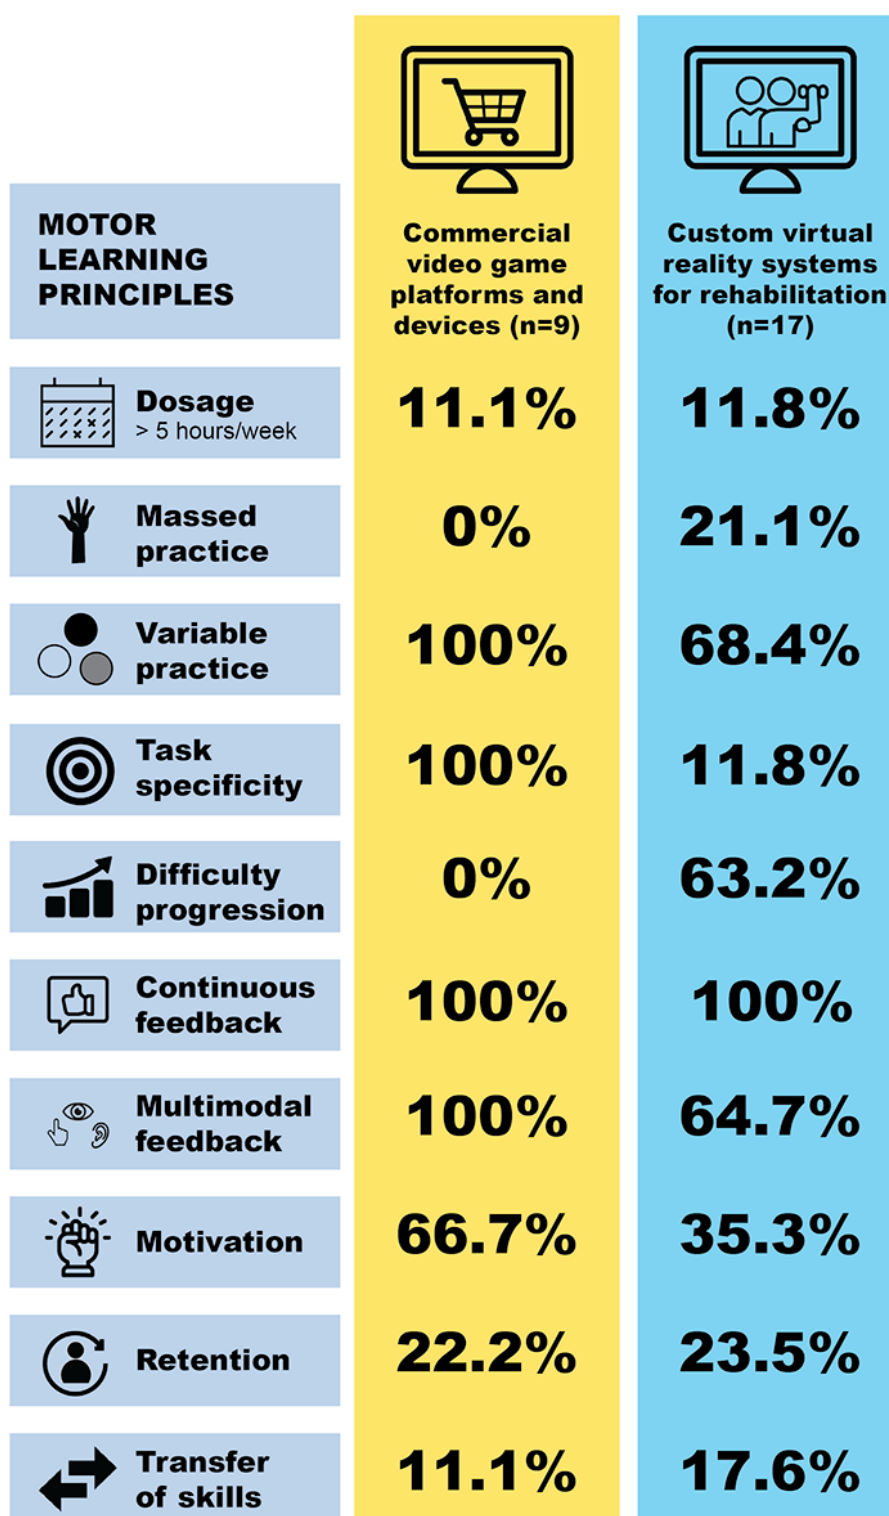 MOTOR
LEARNING
PRINCIPLES
Commercial
video game
platforms and
devices (n=9)
Custom virtual
reality systems
for rehabilitation
(n=17)
Dosage
> 5 hours/week
11.1%
11.8%
Massed
practice
0%
21.1%
Variable
practice
100%
68.4%
Task
specificity
100%
11.8%
Difficulty
progression
0%
63.2%
Continuous
feedback
100%
100%
Multimodal
feedback
100%
64.7%
Motivation
66.7%
35.3%
Retention
22.2%
23.5%
Transfer
of skills
11.1%
17.6%